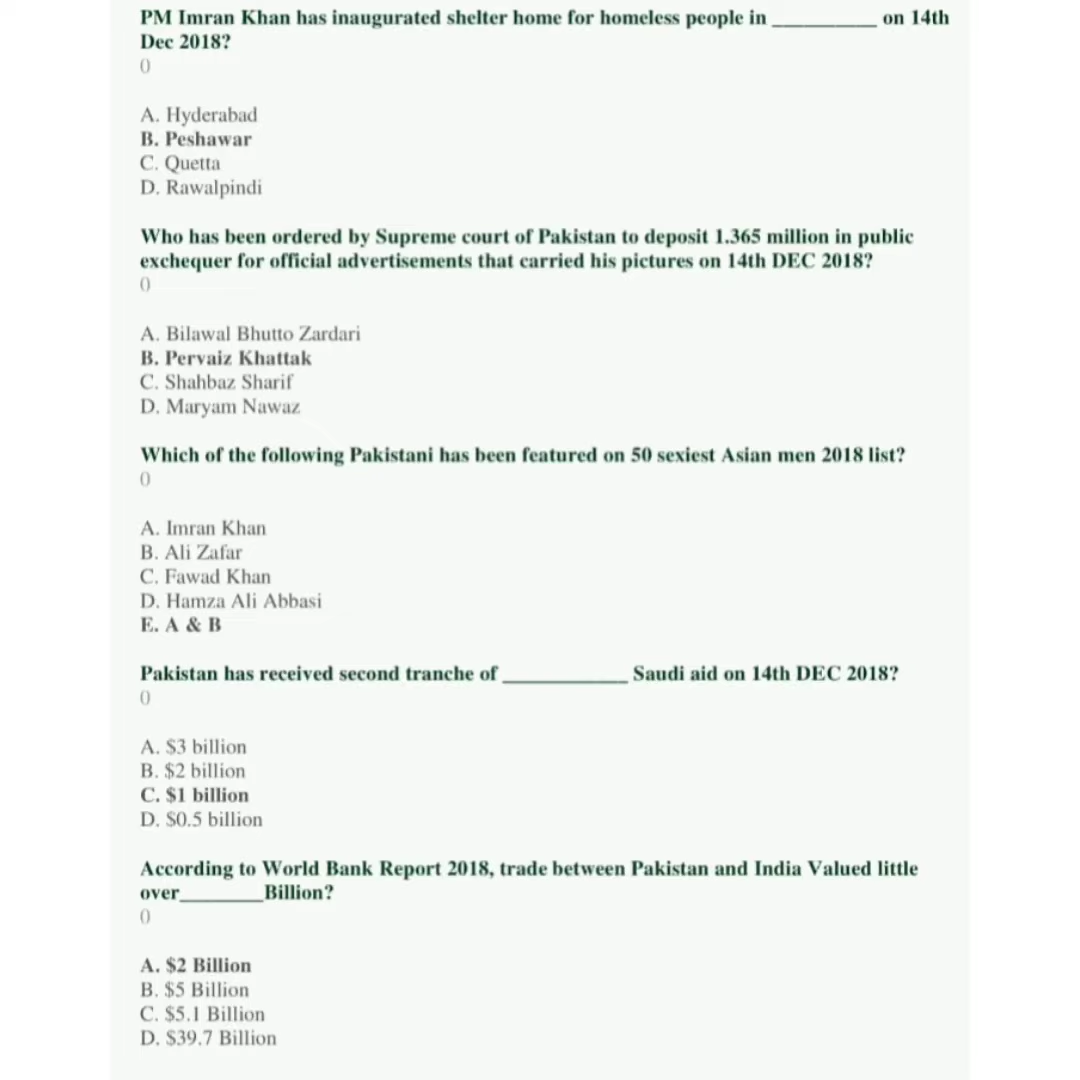 PM Imran Khan has inaugurated shelter home for homeless people in __________ on 14th
Dec 2018?
0
A. Hyderabad
B. Peshawar
C. Quetta
D. Rawalpindi
Who has been ordered by Supreme court of Pakistan to deposit 1.365 million in public
exchequer for official advertisements that carried his pictures on 14th DEC 2018?
0
A. Bilawal Bhutto Zardari
B. Pervaiz Khattak
C. Shahbaz Sharif
D. Maryam Nawaz
Which of the following Pakistani has been featured on 50 sexiest Asian men 2018 list?
0
A. Imran Khan
B. Ali Zafar
C. Fawad Khan
D. Hamza Ali Abbasi
E. A & B
Pakistan has received second tranche of ____________ Saudi aid on 14th DEC 2018?
0
A. $3 billion
B. $2 billion
C. $1 billion
D. $0.5 billion
According to World Bank Report 2018, trade between Pakistan and India Valued little
over________Billion?
0
A. $2 Billion
B. $5 Billion
C. $5.1 Billion
D. $39.7 Billion